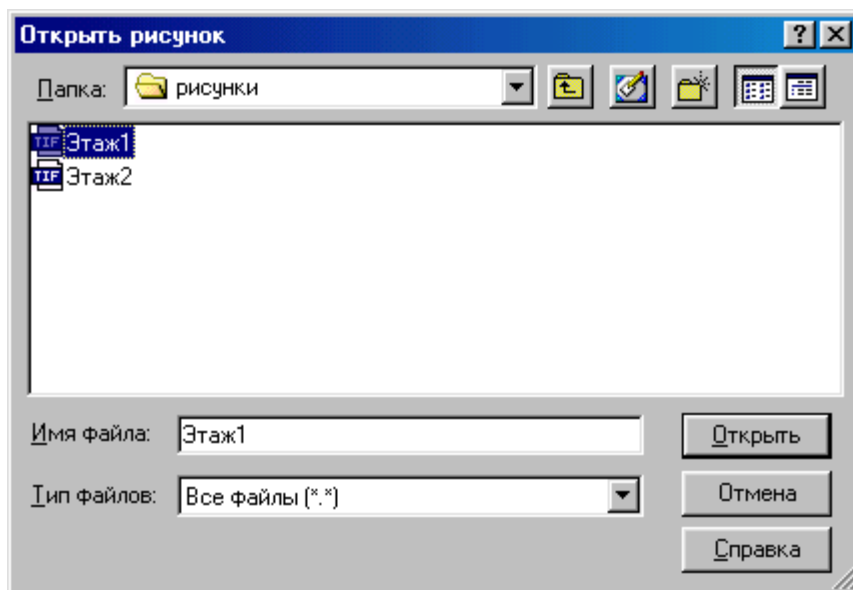 Открыть рисунок
Папка: рисунки
TIF Этаж1
TIF Этаж2
Имя файла: Этаж1 Открыть
Тип файлов: Все файлы (*.*) Отмена
Справка